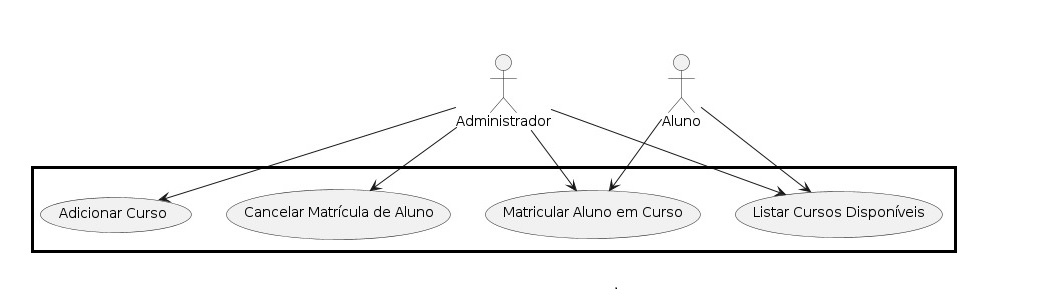 Administrador
Aluno
Adicionar Curso
Cancelar Matrícula de Aluno
Matricular Aluno em Curso
Listar Cursos Disponíveis
.